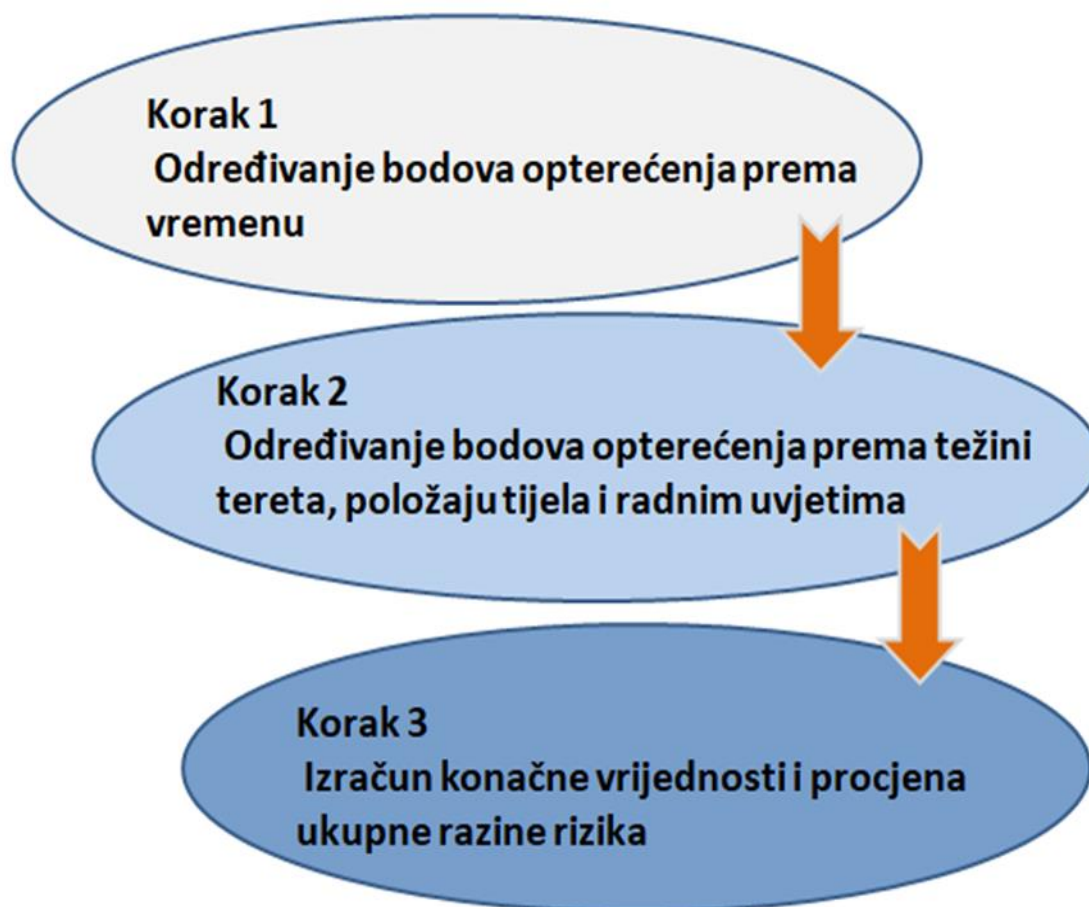 Korak 1
Određivanje bodova opterećenja prema
vremenu
Korak 2
Određivanje bodova opterećenja prema težini
tereta, položaju tijela i radnim uvjetima
Korak 3
Izračun konačne vrijednosti i procjena
ukupne razine rizika